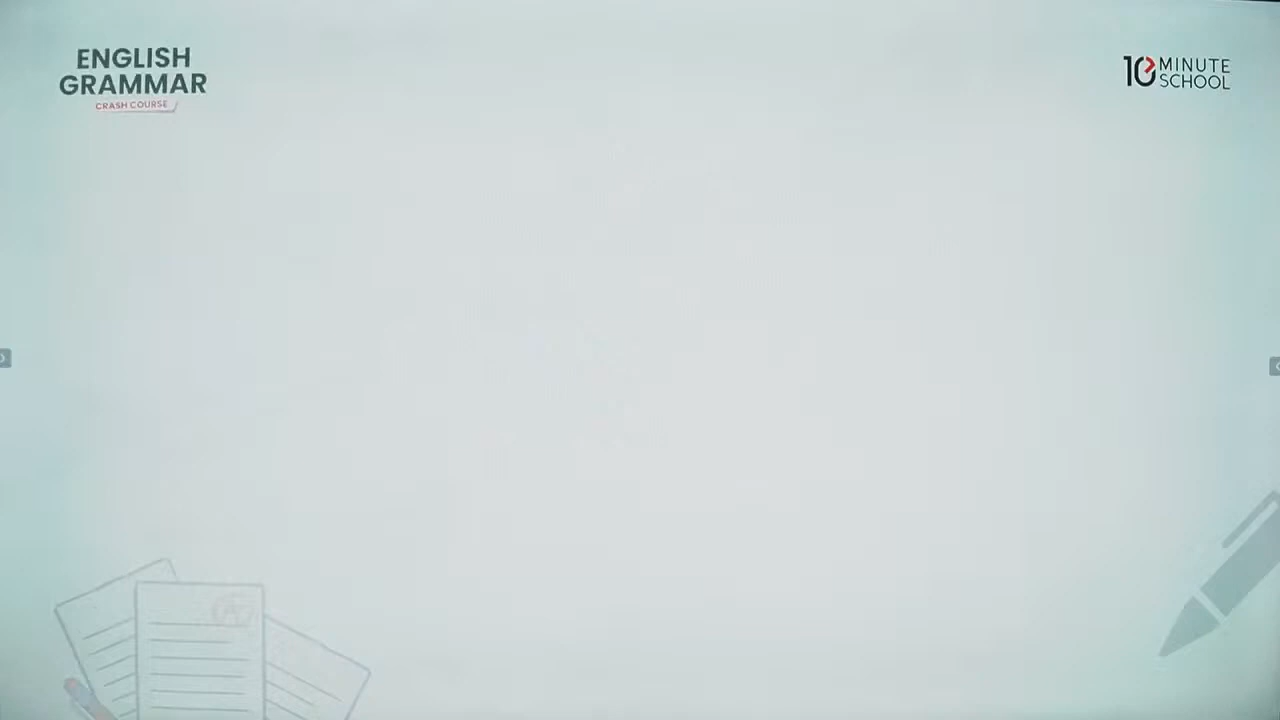 ENGLISH
GRAMMAR
CRASH COURSE
10 MINUTE
SCHOOL